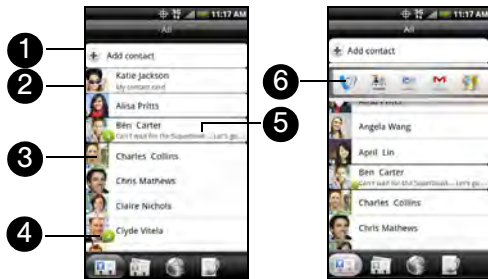 11:17 AM
All
1
Add contact
2
Katie Jackson
My contact card
Alisa Pritts
Ben Carter
Can't wait for the Superbowl... Let's go...
5
3
Charles Collins
Chris Mathews
Claire Nichols
4
Clyde Vitela
11:17 AM
All
Add contact
6
Alisa Pritts
Angela Wang
April Lin
Ben Carter
Can't wait for the Superbowl... Let's go...
Charles Collins
Chris Mathews